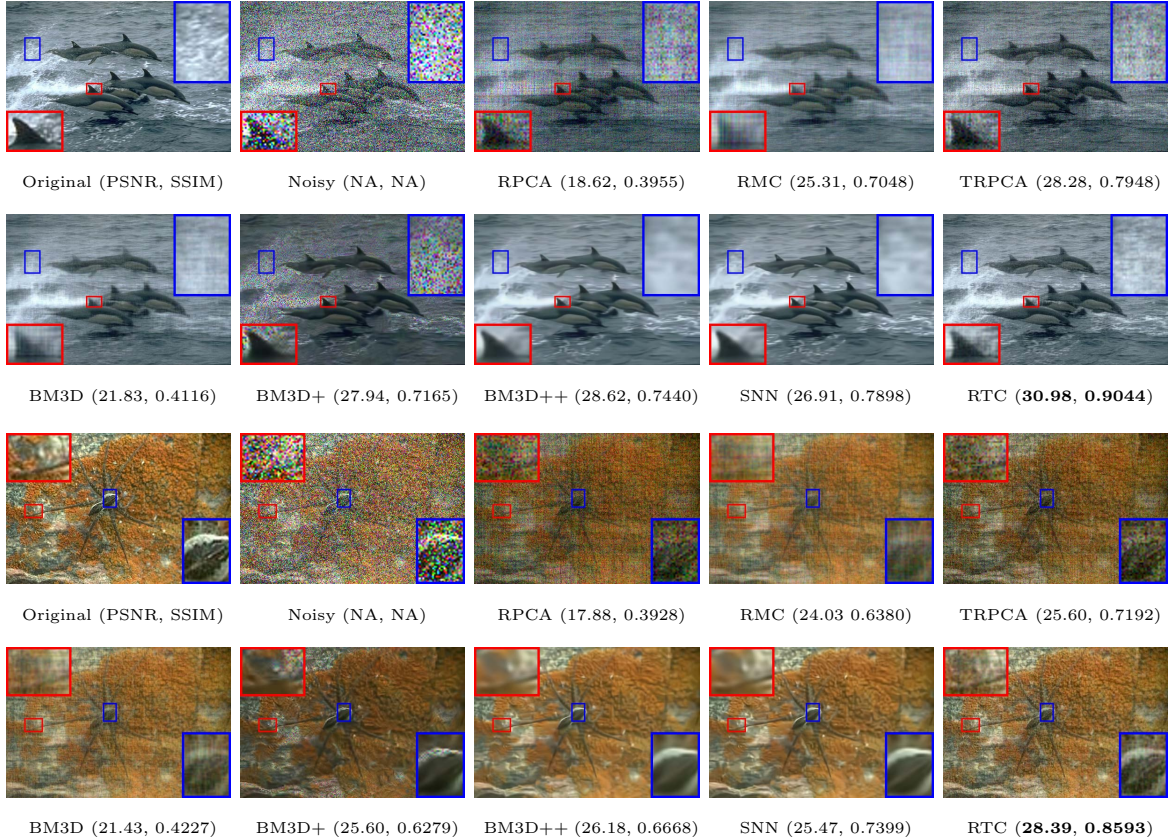 Original (PSNR, SSIM) Noisy (NA, NA) RPCA (18.62, 0.3955) RMC (25.31, 0.7048) TRPCA (28.28, 0.7948)
BM3D (21.83, 0.4116) BM3D+ (27.94, 0.7165) BM3D++ (28.62, 0.7440) SNN (26.91, 0.7898) RTC (30.98, 0.9044)
Original (PSNR, SSIM) Noisy (NA, NA) RPCA (17.88, 0.3928) RMC (24.03 0.6380) TRPCA (25.60, 0.7192)
BM3D (21.43, 0.4227) BM3D+ (25.60, 0.6279) BM3D++ (26.18, 0.6668) SNN (25.47, 0.7399) RTC (28.39, 0.8593)